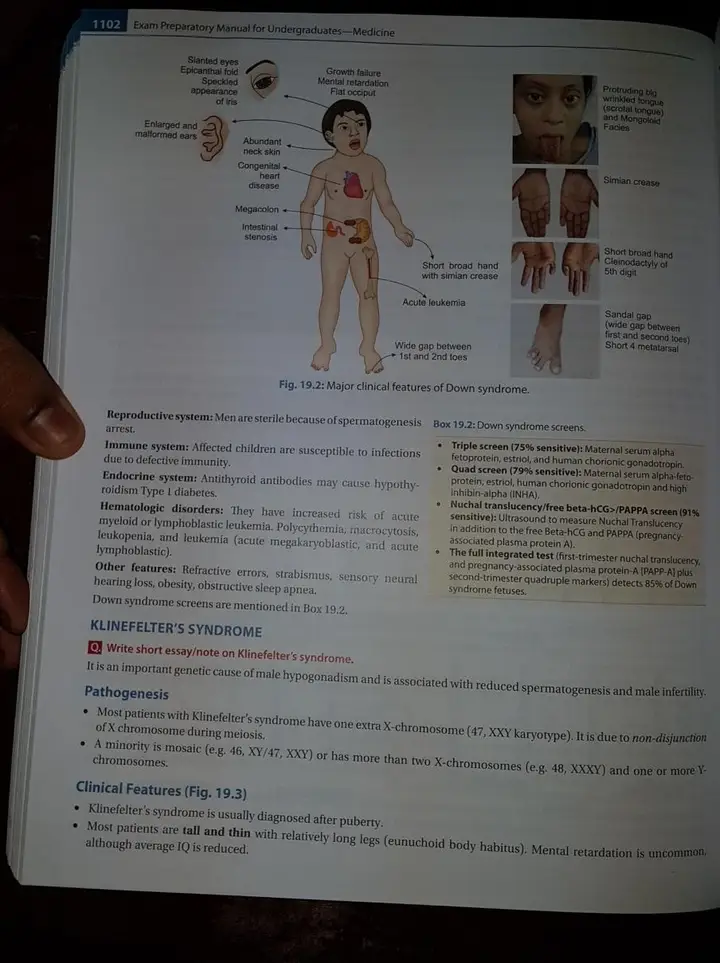 1102 Exam Preparatory Manual for Undergraduates—Medicine
Slanted eyes
Epicanthal fold
Speckled
appearance
of iris
Growth failure
Mental retardation
Flat occiput
Enlarged and
malformed ears
Abundant
neck skin
Congenital
heart
disease
Megacolon
Intestinal
stenosis
Short broad hand
with simian crease
Acute leukemia
Wide gap between
1st and 2nd toes
Protruding big
wrinkled tongue
(scrotal tongue)
and Mongoloid
Facies
Simian crease
Short broad hand
Cleinodactyly of
5th digit
Sandal gap
(wide gap between
first and second toes)
Short 4 metatarsal
Fig. 19.2: Major clinical features of Down syndrome.
Reproductive system: Men are sterile because of spermatogenesis
arrest.
Immune system: Affected children are susceptible to infections
due to defective immunity.
Endocrine system: Antithyroid antibodies may cause hypothy-
roidism Type 1 diabetes.
Hematologic disorders: They have increased risk of acute
myeloid or lymphoblastic leukemia. Polycythemia, macrocytosis,
leukopenia, and leukemia (acute megakaryoblastic, and acute
lymphoblastic).
Other features: Refractive errors, strabismus, sensory neural
hearing loss, obesity, obstructive sleep apnea.
Down syndrome screens are mentioned in Box 19.2.
Box 19.2: Down syndrome screens.
• Triple screen (75% sensitive): Maternal serum alpha
fetoprotein, estriol, and human chorionic gonadotropin.
• Quad screen (79% sensitive): Maternal serum alpha-feto-
protein, estriol, human chorionic gonadotropin and high
inhibin-alpha (INHA).
• Nuchal translucency/free beta-hCG>/PAPPA screen (91%
sensitive): Ultrasound to measure Nuchal Translucency
in addition to the free Beta-hCG and PAPPA (pregnancy-
associated plasma protein A).
• The full integrated test (first-trimester nuchal translucency,
and pregnancy-associated plasma protein-A [PAPP-A] plus
second-trimester quadruple markers) detects 85% of Down
syndrome fetuses.
KLINEFELTER'S SYNDROME
Q. Write short essay/note on Klinefelter's syndrome.
It is an important genetic cause of male hypogonadism and is associated with reduced spermatogenesis and male infertility.
Pathogenesis
• Most patients with Klinefelter's syndrome have one extra X-chromosome (47, XXY karyotype). It is due to non-disjunction
of X chromosome during meiosis.
• A minority is mosaic (e.g. 46, XY/47, XXY) or has more than two X-chromosomes (e.g. 48, XXXY) and one or more Y-
chromosomes.
Clinical Features (Fig. 19.3)
• Klinefelter's syndrome is usually diagnosed after puberty.
• Most patients are tall and thin with relatively long legs (eunuchoid body habitus). Mental retardation is uncommon,
although average IQ is reduced.